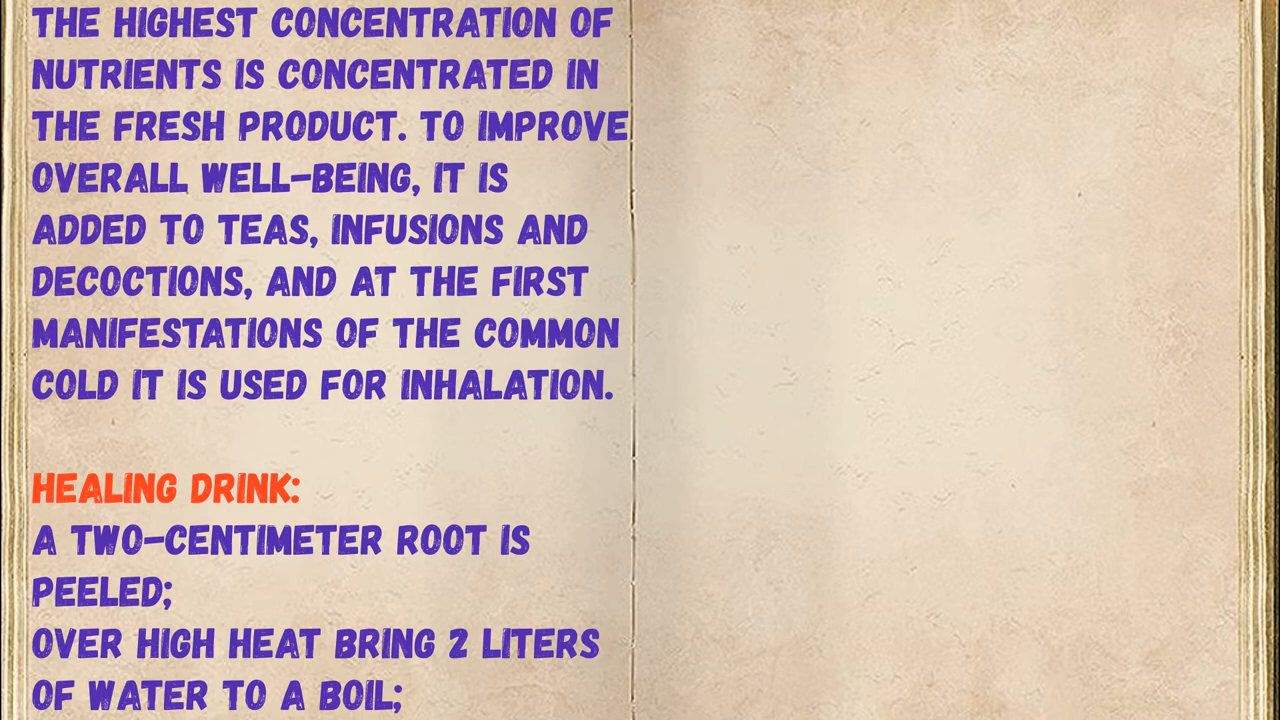 THE HIGHEST CONCENTRATION OF
NUTRIENTS IS CONCENTRATED IN
THE FRESH PRODUCT. TO IMPROVE
OVERALL WELL-BEING, IT IS
ADDED TO TEAS, INFUSIONS AND
DECOCTIONS, AND AT THE FIRST
MANIFESTATIONS OF THE COMMON
COLD IT IS USED FOR INHALATION.
HEALING DRINK:
A TWO-CENTIMETER ROOT IS
PEELED;
OVER HIGH HEAT BRING 2 LITERS
OF WATER TO A BOIL;